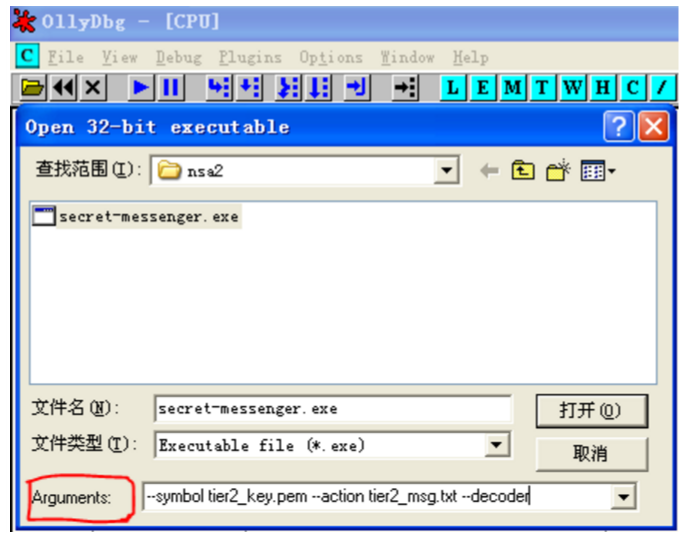 OllyDbg - [CPU]
C File View Debug Plugins Options Window Help
L E M T W H C /
Open 32-bit executable
查找范围(I): nsa2
secret-messenger.exe
文件名(N): secret-messenger.exe 打开(O)
文件类型(T): Executable file (*.exe) 取消
Arguments: --symbol tier2_key.pem --action tier2_msg.txt --decoder